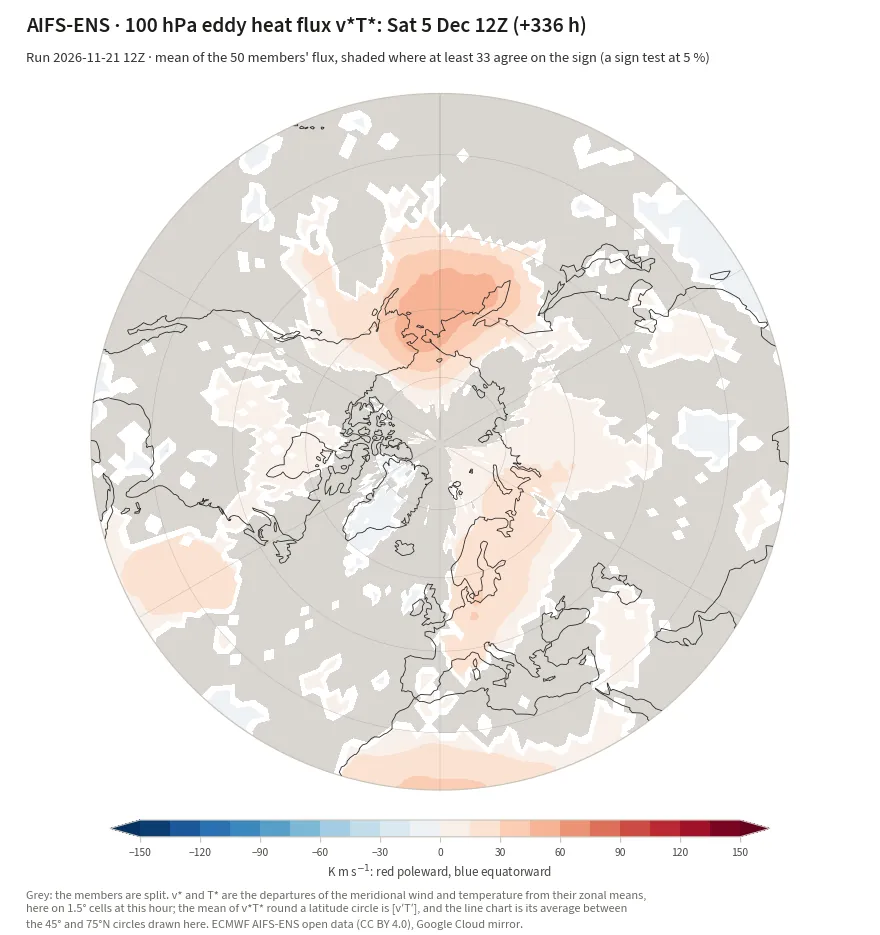 AIFS-ENS · 100 hPa eddy heat flux v*T*: Sat 5 Dec 12Z (+336 h)
Run 2026-11-21 12Z · mean of the 50 members' flux, shaded where at least 33 agree on the sign (a sign test at 5 %)
−150 −120 −90 −60 −30 0 30 60 90 120 150
K m s⁻¹: red poleward, blue equatorward
Grey: the members are split. v* and T* are the departures of the meridional wind and temperature from their zonal means,
here on 1.5° cells at this hour; the mean of v*T* round a latitude circle is [v′T′], and the line chart is its average between
the 45° and 75°N circles drawn here. ECMWF AIFS-ENS open data (CC BY 4.0), Google Cloud mirror.